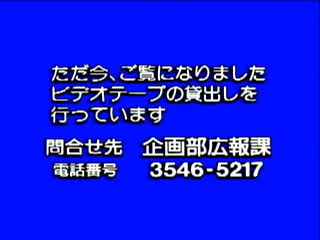 ただ今、ご覧になりました
ビデオテープの貸出しを
行っています
問合せ先 企画部広報課
電話番号 3546-5217